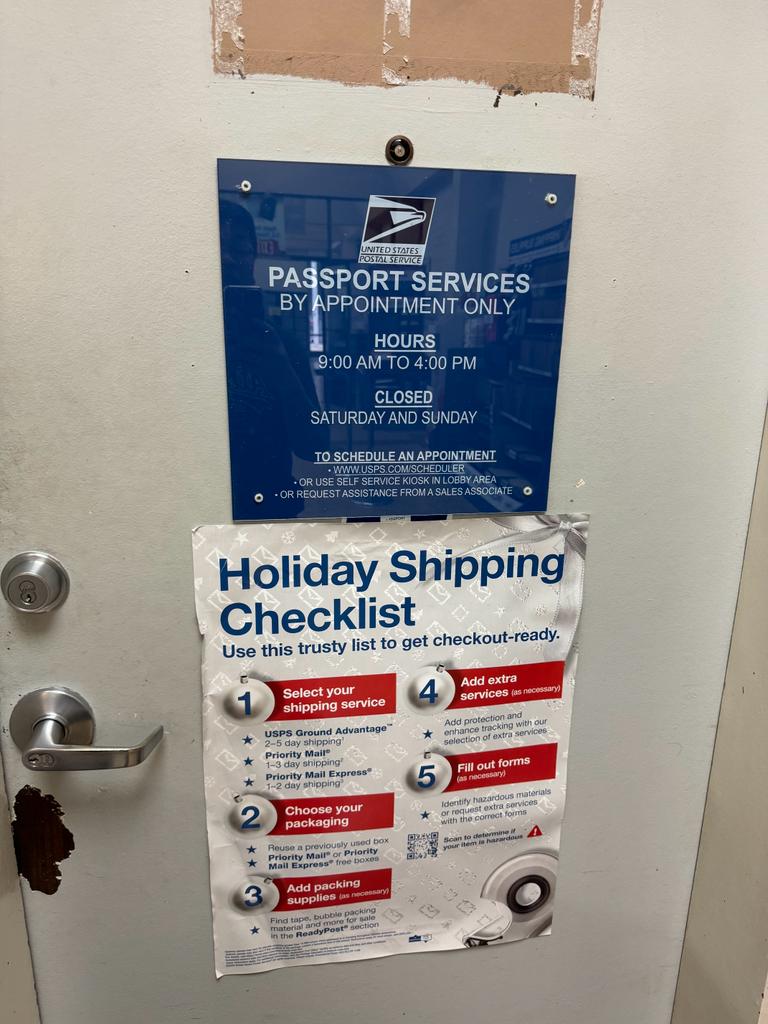 UNITED STATES
POSTAL SERVICE
PASSPORT SERVICES
BY APPOINTMENT ONLY
HOURS
9:00 AM TO 4:00 PM
CLOSED
SATURDAY AND SUNDAY
TO SCHEDULE AN APPOINTMENT
• WWW.USPS.COM/SCHEDULER
• OR USE SELF SERVICE KIOSK IN LOBBY AREA
• OR REQUEST ASSISTANCE FROM A SALES ASSOCIATE
Holiday Shipping
Checklist
Use this trusty list to get checkout-ready.
1 Select your
shipping service
★ USPS Ground Advantage™
2–5 day shipping¹
★ Priority Mail®
1–3 day shipping²
★ Priority Mail Express®
1–2 day shipping³
2 Choose your
packaging
★ Reuse a previously used box
★ Priority Mail® or Priority
Mail Express® free boxes
3 Add packing
supplies (as necessary)
★ Find tape, bubble packing
material and more for sale
in the ReadyPost® section
4 Add extra
services (as necessary)
★ Add protection and
enhance tracking with our
selection of extra services
5 Fill out forms
(as necessary)
★ Identify hazardous materials
or request extra services
with the correct forms
Scan to determine if
your item is hazardous